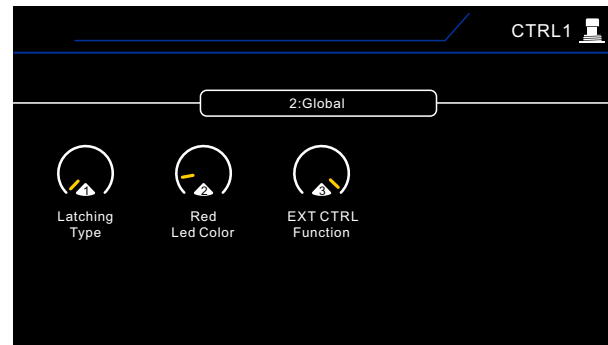 CTRL1
2:Global
1
2
3
Latching
Type
Red
Led Color
EXT CTRL
Function